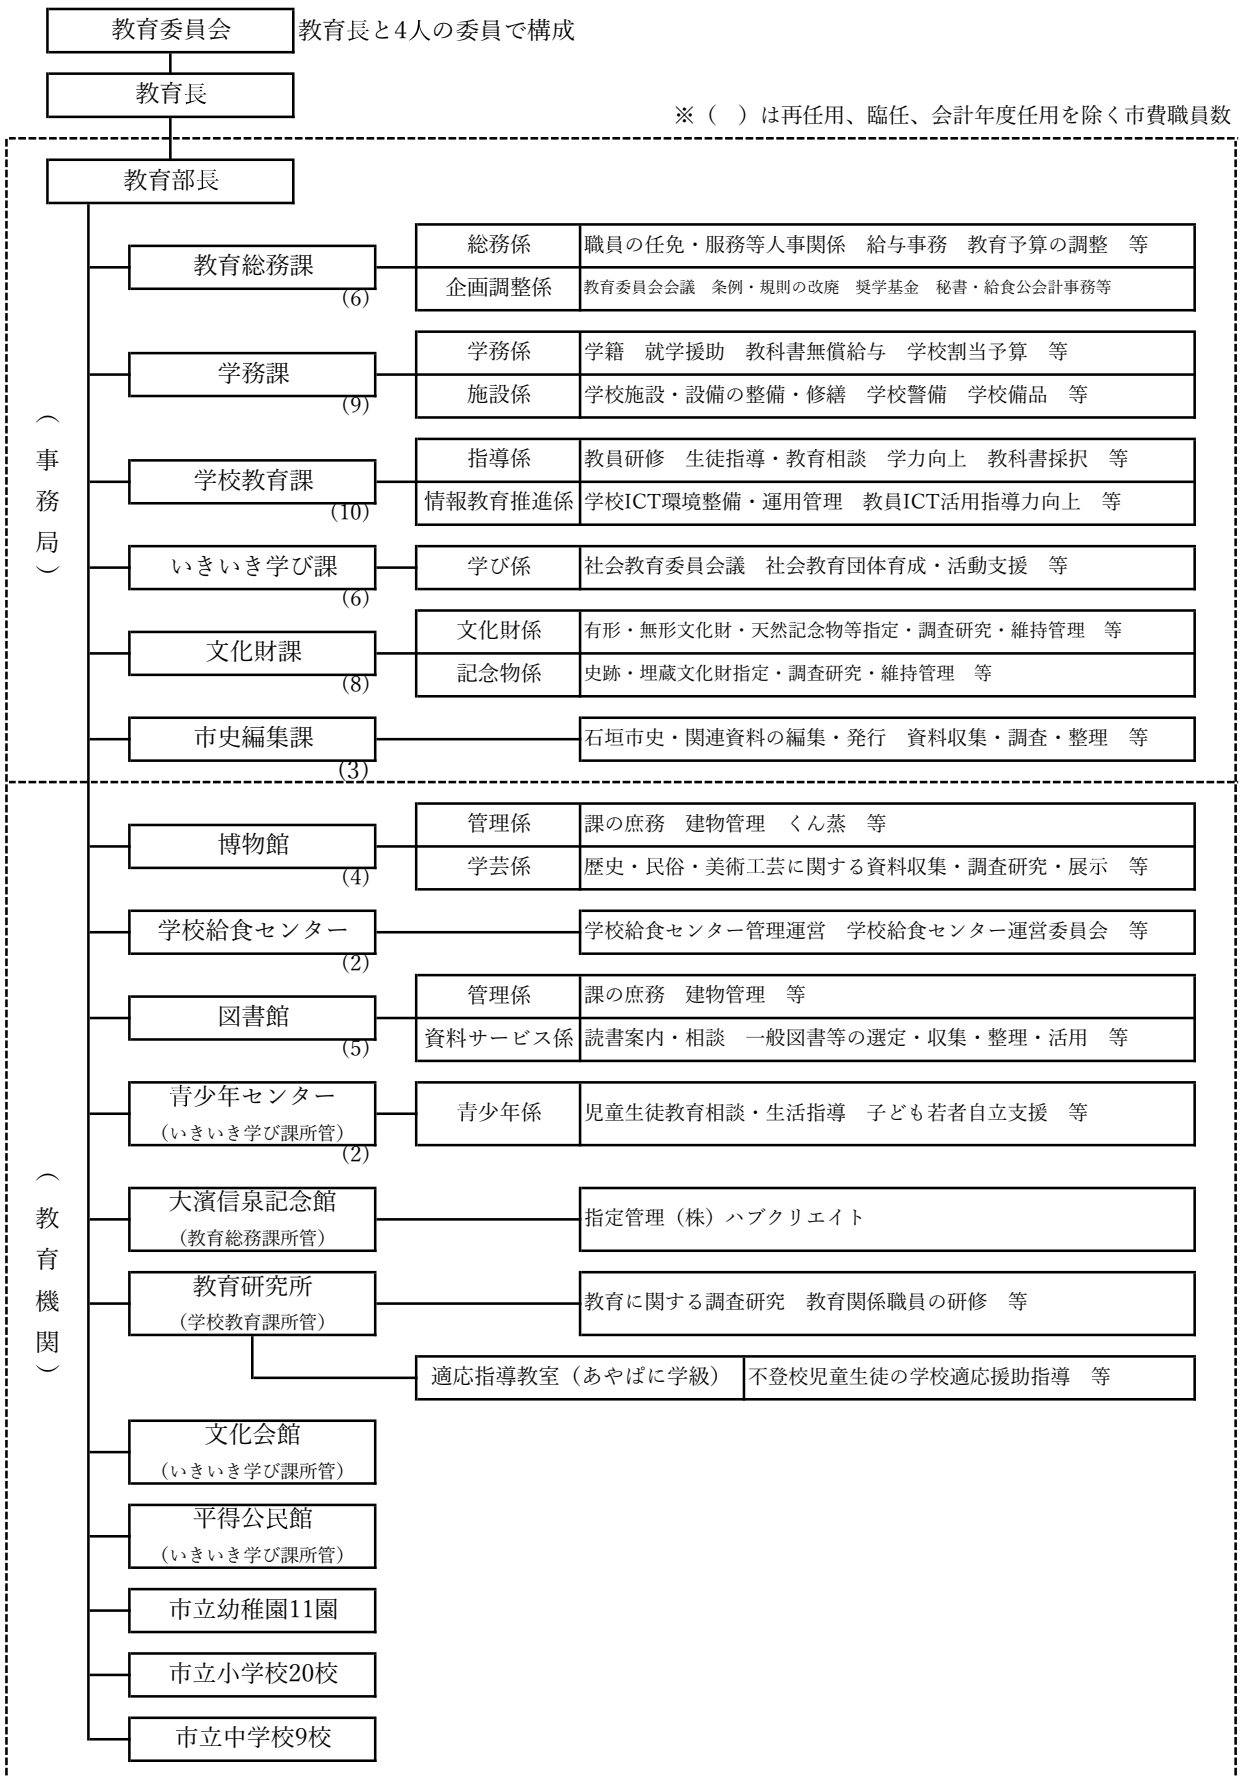 教育委員会 教育長と4人の委員で構成
教育長
※（　）は再任用、臨任、会計年度任用を除く市費職員数
教育部長
（事務局）
教育総務課
(6)
総務係 職員の任免・服務等人事関係　給与事務　教育予算の調整　等
企画調整係 教育委員会会議　条例・規則の改廃　奨学基金　秘書・給食公会計事務等
学務課
(9)
学務係 学籍　就学援助　教科書無償給与　学校割当予算　等
施設係 学校施設・設備の整備・修繕　学校警備　学校備品　等
学校教育課
(10)
指導係 教員研修　生徒指導・教育相談　学力向上　教科書採択　等
情報教育推進係 学校ICT環境整備・運用管理　教員ICT活用指導力向上　等
いきいき学び課
(6)
学び係 社会教育委員会議　社会教育団体育成・活動支援　等
文化財課
(8)
文化財係 有形・無形文化財・天然記念物等指定・調査研究・維持管理　等
記念物係 史跡・埋蔵文化財指定・調査研究・維持管理　等
市史編集課
(3)
石垣市史・関連資料の編集・発行　資料収集・調査・整理　等
（教育機関）
博物館
(4)
管理係 課の庶務　建物管理　くん蒸　等
学芸係 歴史・民俗・美術工芸に関する資料収集・調査研究・展示　等
学校給食センター
(2)
学校給食センター管理運営　学校給食センター運営委員会　等
図書館
(5)
管理係 課の庶務　建物管理　等
資料サービス係 読書案内・相談　一般図書等の選定・収集・整理・活用　等
青少年センター
（いきいき学び課所管）
(2)
青少年係 児童生徒教育相談・生活指導　子ども若者自立支援　等
大濱信泉記念館
（教育総務課所管）
指定管理（株）ハブクリエイト
教育研究所
（学校教育課所管）
教育に関する調査研究　教育関係職員の研修　等
適応指導教室（あやぱに学級） 不登校児童生徒の学校適応援助指導　等
文化会館
（いきいき学び課所管）
平得公民館
（いきいき学び課所管）
市立幼稚園11園
市立小学校20校
市立中学校9校